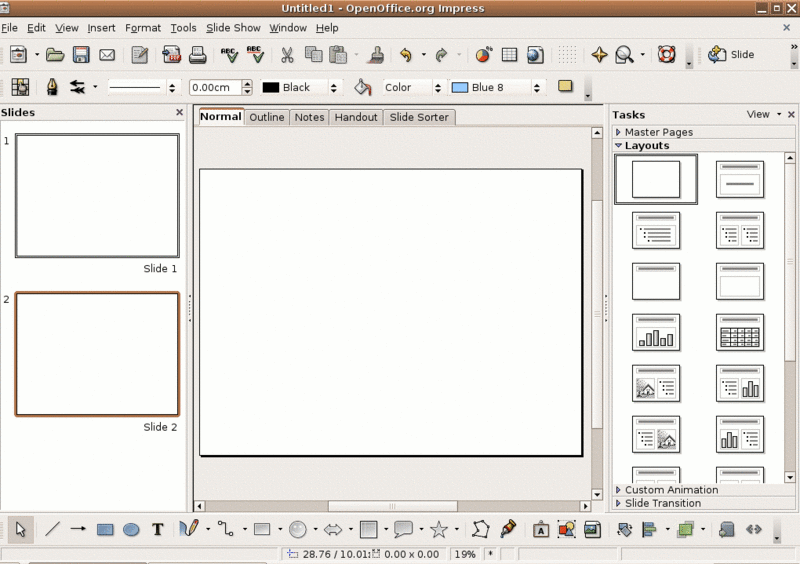 Untitled1 - OpenOffice.org Impress
File Edit View Insert Format Tools Slide Show Window Help
ABC ABC Slide
0.00cm Black Color Blue 8
Slides
Normal Outline Notes Handout Slide Sorter
Tasks View
Master Pages
Layouts
1
Slide 1
2
Slide 2
Custom Animation
Slide Transition
T A
28.76 / 10.01 0.00 x 0.00 19% *